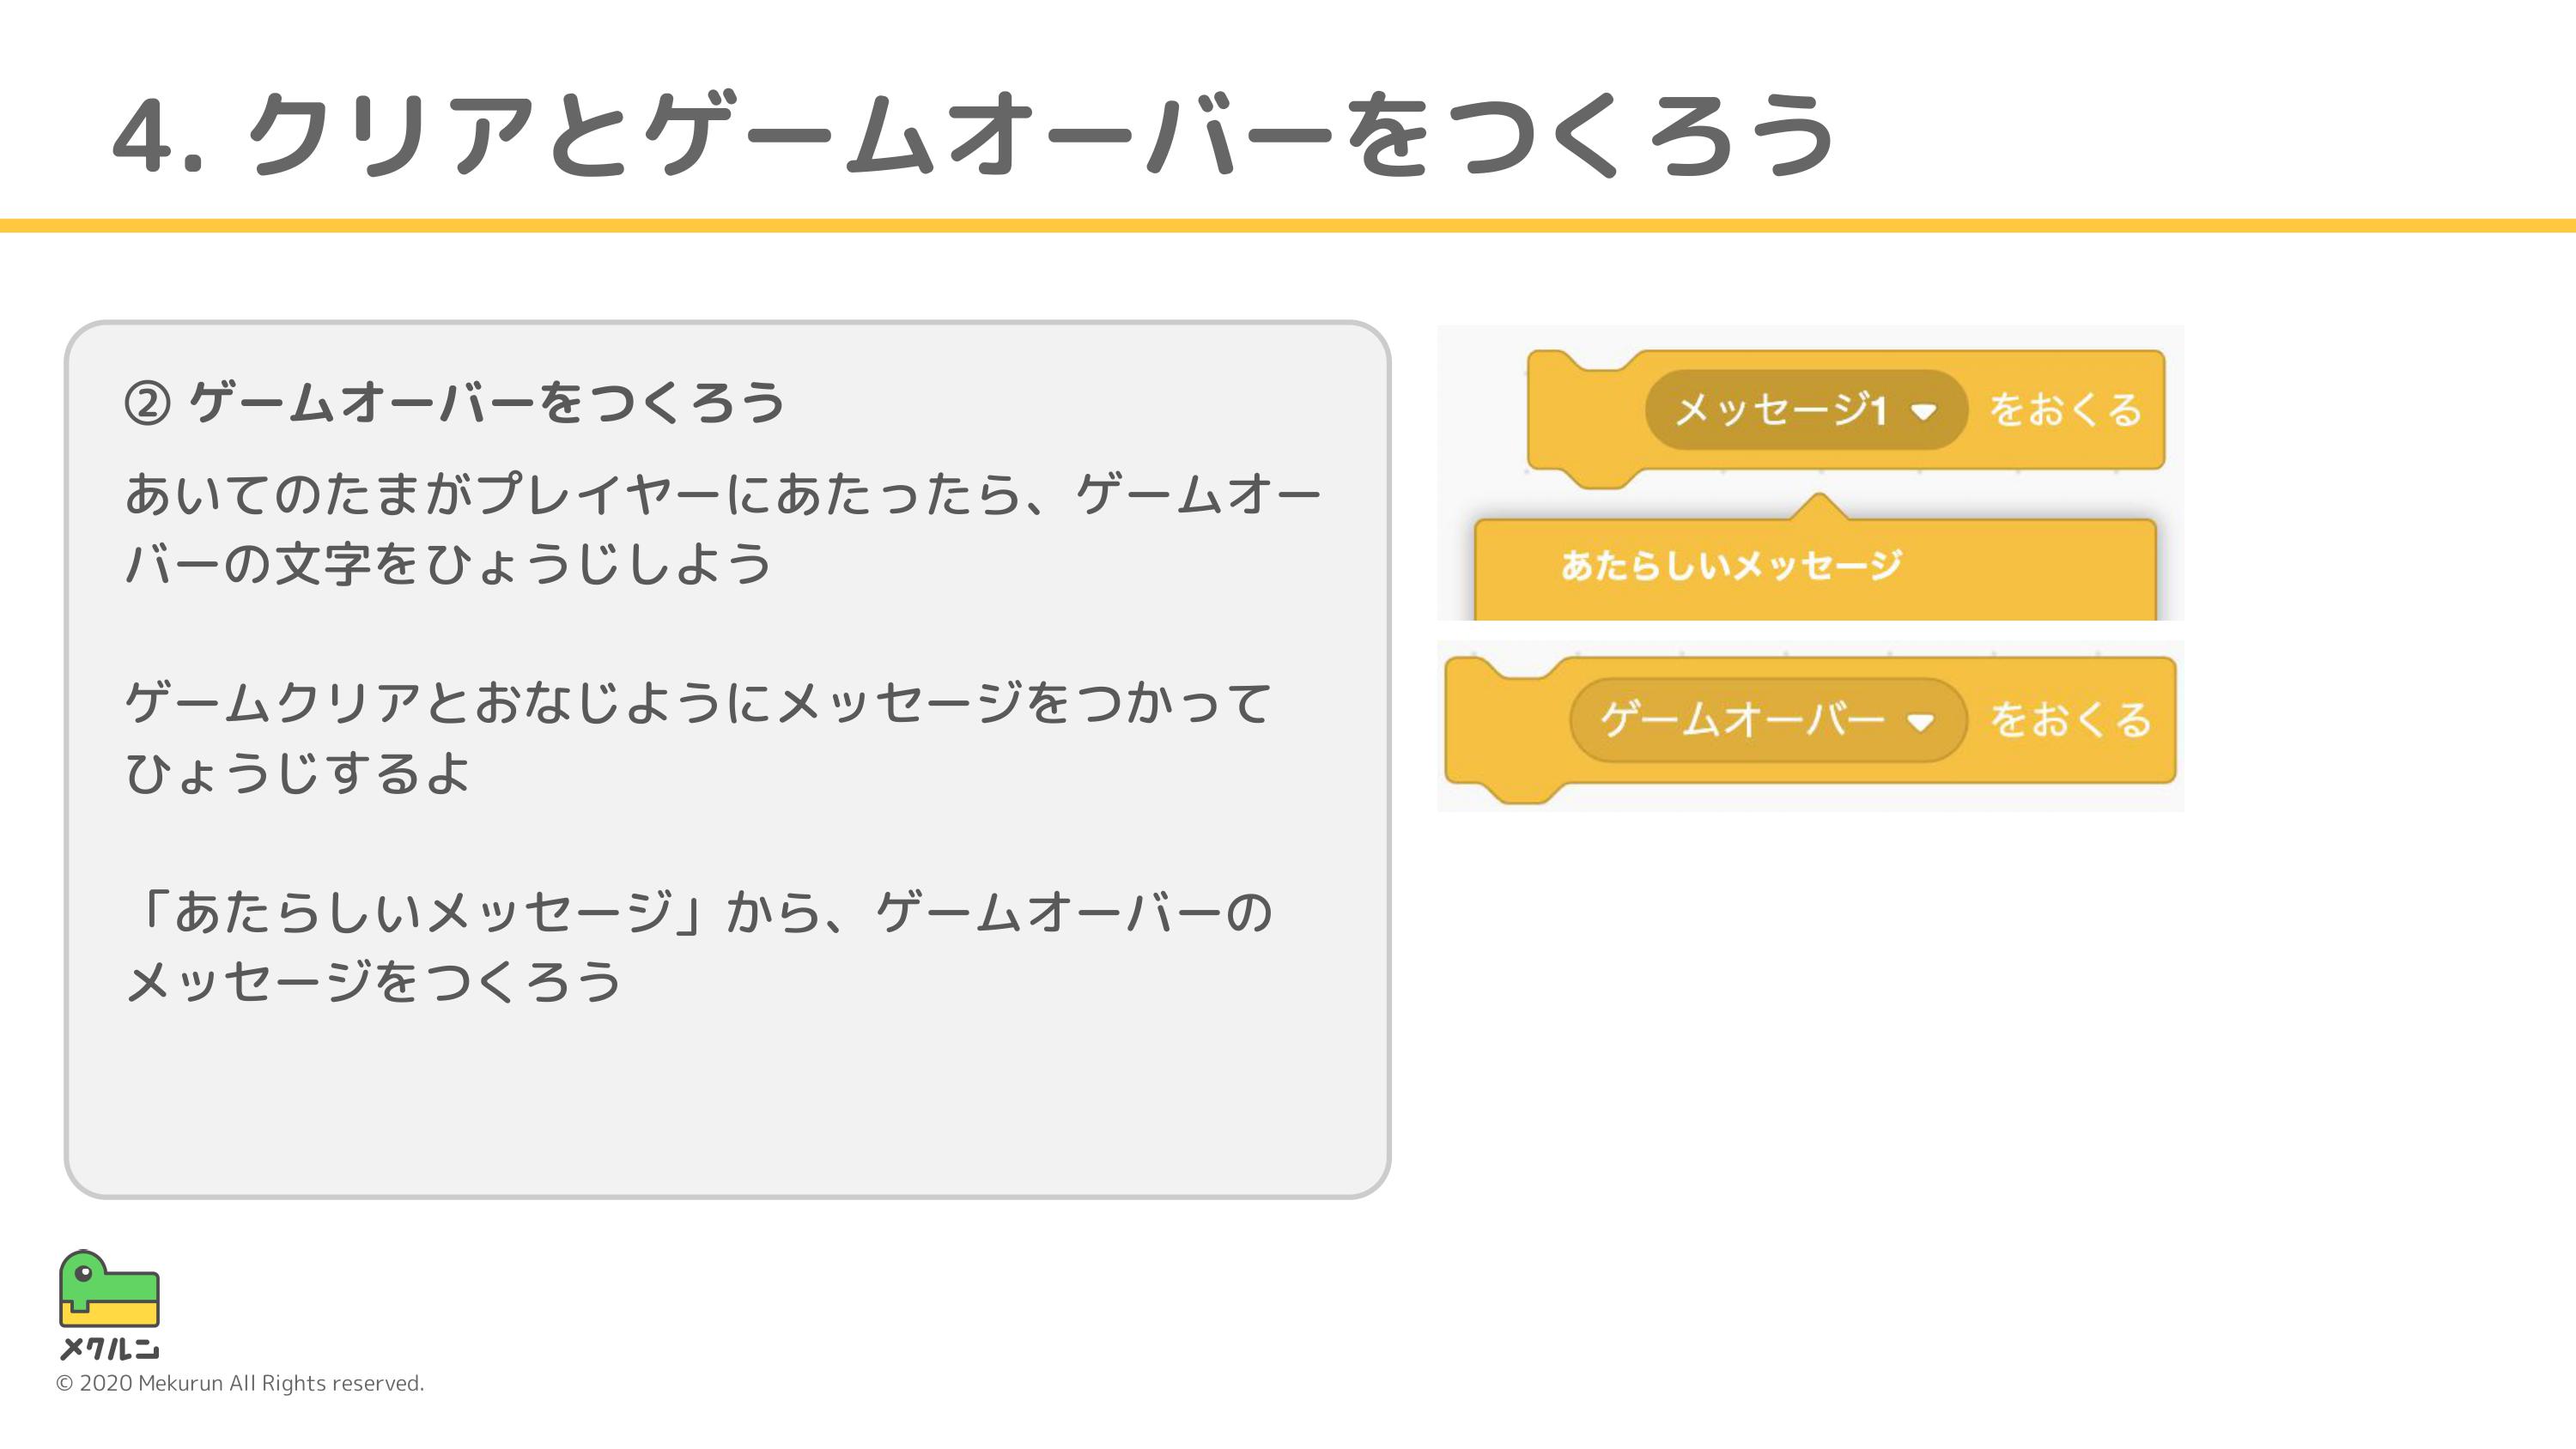 4. クリアとゲームオーバーをつくろう
② ゲームオーバーをつくろう
あいてのたまがプレイヤーにあたったら、ゲームオー
バーの文字をひょうじしよう
ゲームクリアとおなじようにメッセージをつかって
ひょうじするよ
「あたらしいメッセージ」から、ゲームオーバーの
メッセージをつくろう
メッセージ1 をおくる
あたらしいメッセージ
ゲームオーバー をおくる
メクルン
© 2020 Mekurun All Rights reserved.